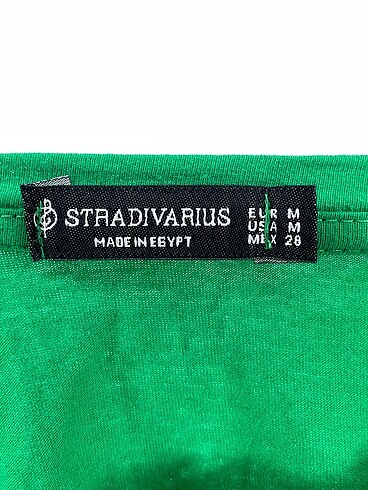 STRADIVARIUS
MADE IN EGYPT
EUR M
USA M
MEX 28